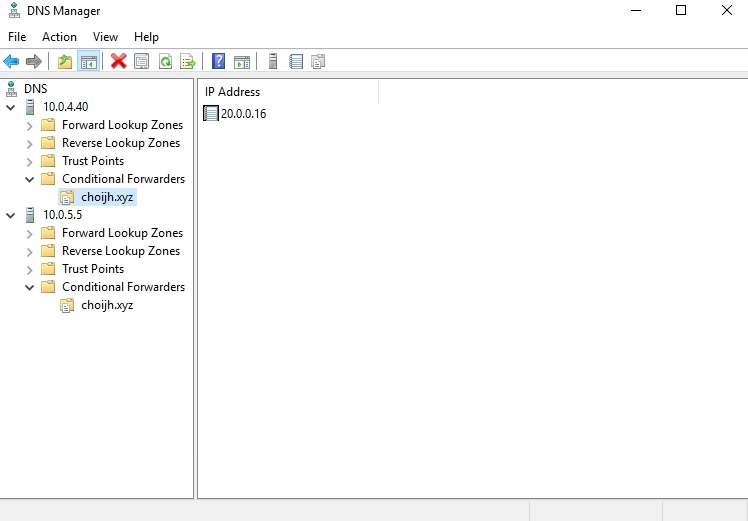 DNS Manager
File Action View Help
DNS
IP Address
10.0.4.40
20.0.0.16
Forward Lookup Zones
Reverse Lookup Zones
Trust Points
Conditional Forwarders
choijh.xyz
10.0.5.5
Forward Lookup Zones
Reverse Lookup Zones
Trust Points
Conditional Forwarders
choijh.xyz